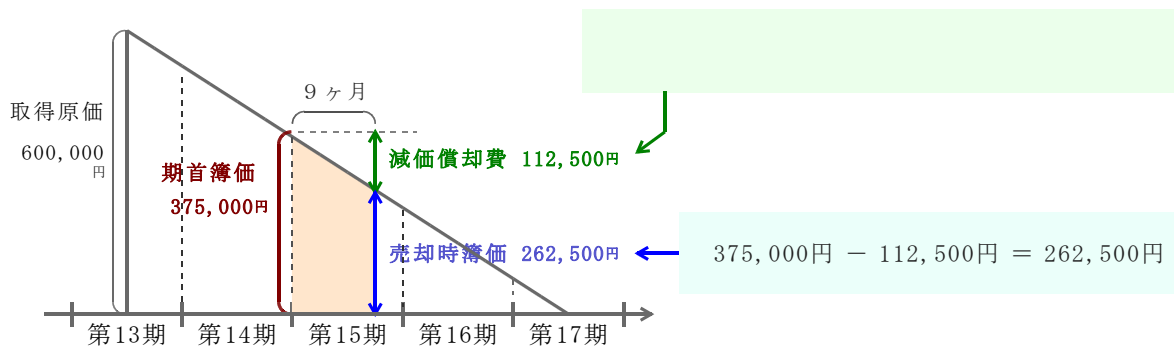 9ヶ月
取得原価
600,000
円
減価償却費 112,500円
期首簿価
375,000円
売却時簿価 262,500円
375,000円 － 112,500円 ＝ 262,500円
第13期
第14期
第15期
第16期
第17期